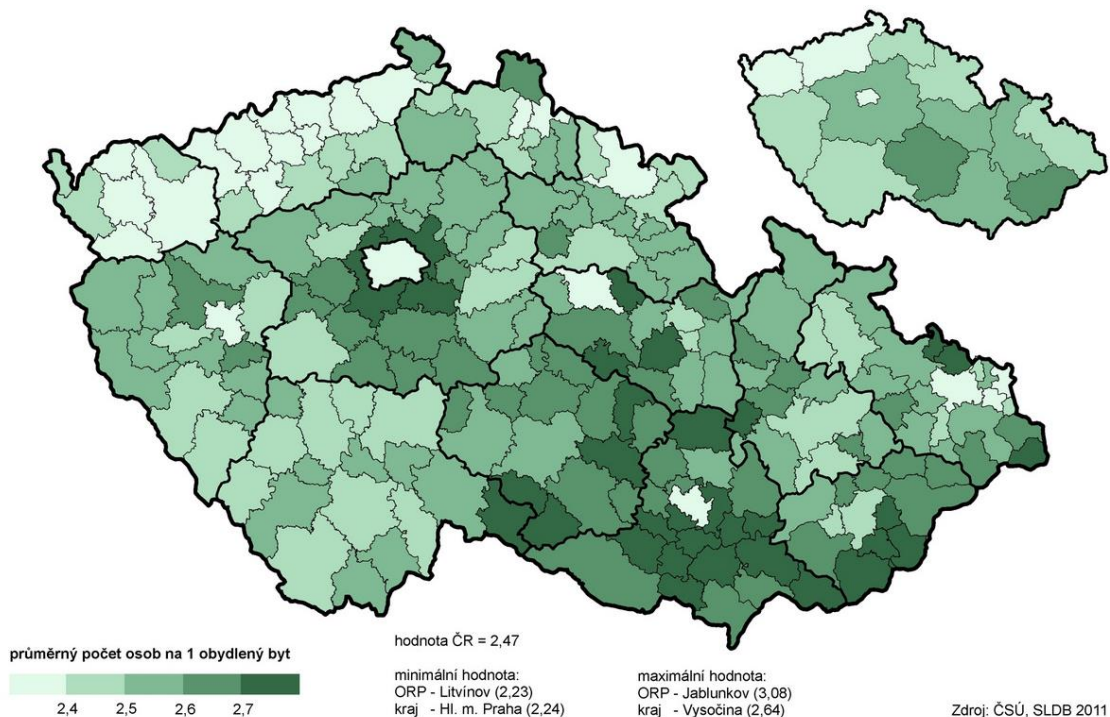 průměrný počet osob na 1 obydlený byt
2,4 2,5 2,6 2,7
hodnota ČR = 2,47
minimální hodnota:
ORP - Litvínov (2,23)
kraj - Hl. m. Praha (2,24)
maximální hodnota:
ORP - Jablunkov (3,08)
kraj - Vysočina (2,64)
Zdroj: ČSÚ, SLDB 2011